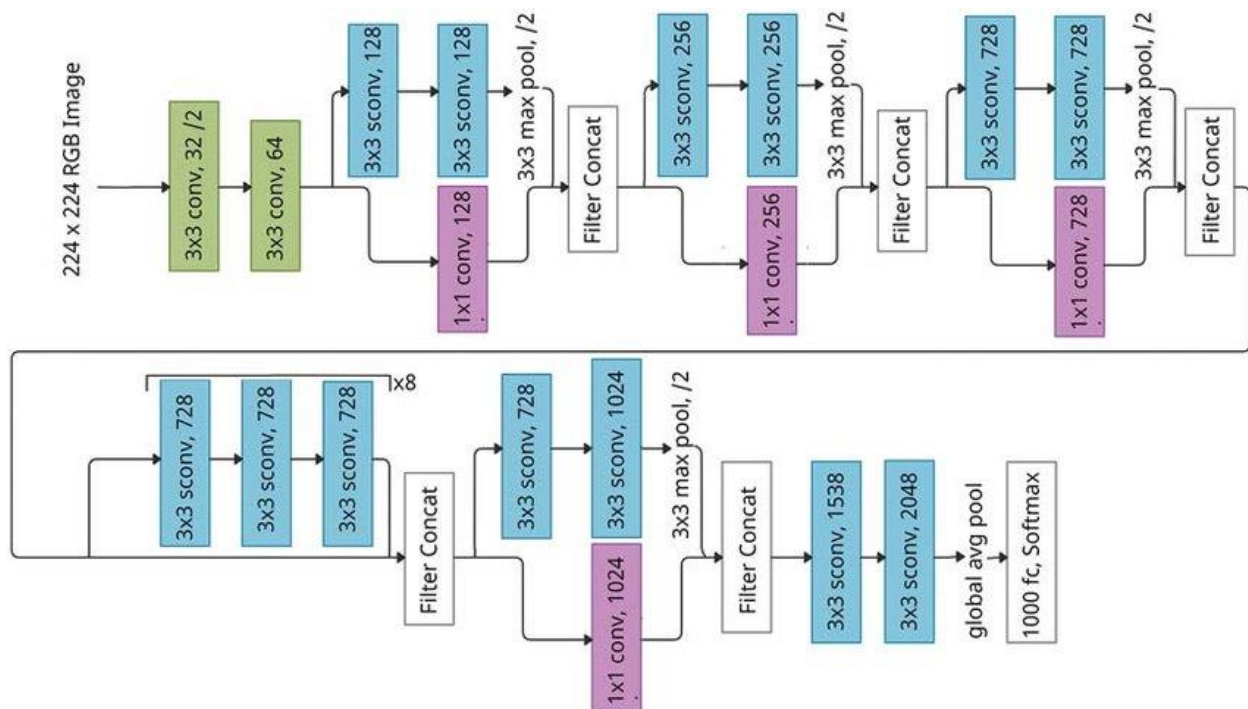 224 x 224 RGB Image
3x3 conv, 32 /2
3x3 conv, 64
3x3 sconv, 128
3x3 sconv, 128
3x3 max pool, /2
1x1 conv, 128
Filter Concat
3x3 sconv, 256
3x3 sconv, 256
3x3 max pool, /2
1x1 conv, 256
Filter Concat
3x3 sconv, 728
3x3 sconv, 728
3x3 max pool, /2
1x1 conv, 728
Filter Concat
3x3 sconv, 728
3x3 sconv, 728
3x3 sconv, 728
x8
Filter Concat
3x3 sconv, 728
3x3 sconv, 1024
3x3 max pool, /2
1x1 conv, 1024
Filter Concat
3x3 sconv, 1538
3x3 sconv, 2048
global avg pool
1000 fc, Softmax